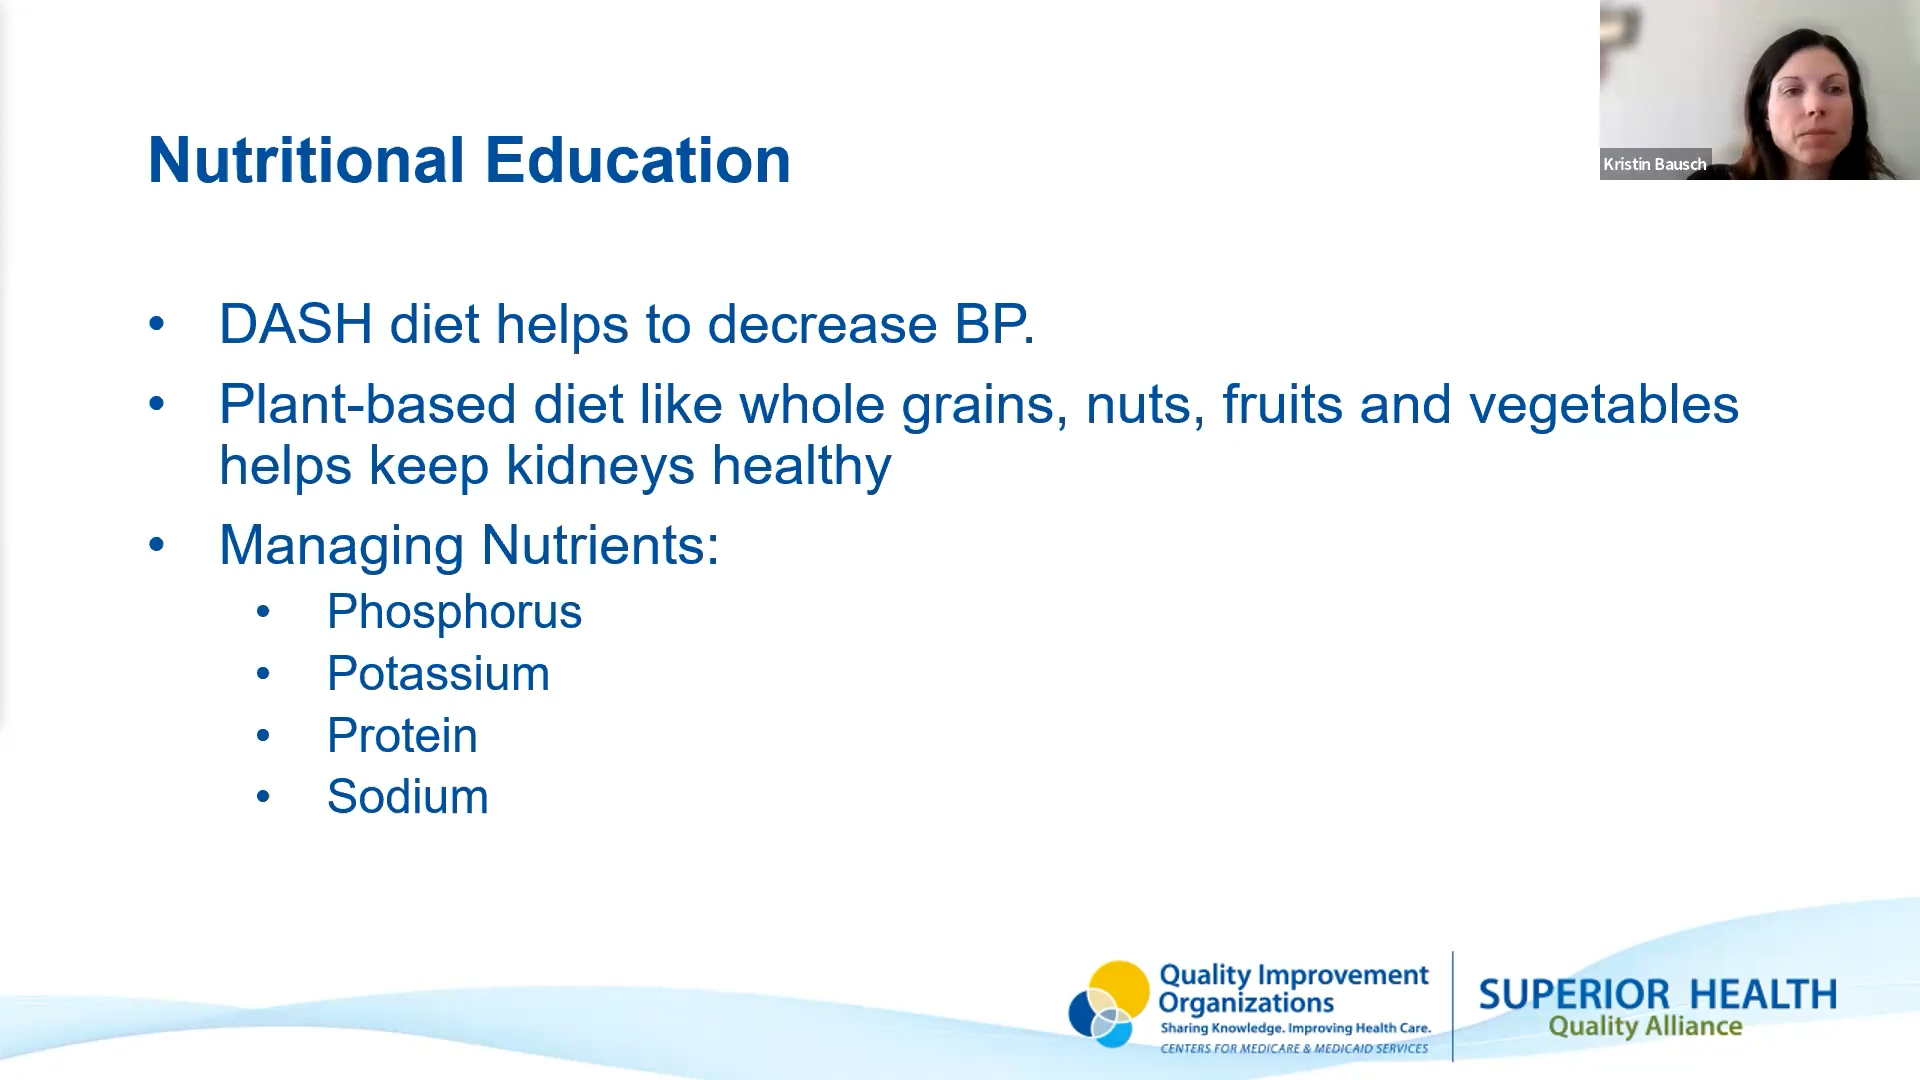 Nutritional Education
Kristin Bausch
• DASH diet helps to decrease BP.
• Plant-based diet like whole grains, nuts, fruits and vegetables
helps keep kidneys healthy
• Managing Nutrients:
• Phosphorus
• Potassium
• Protein
• Sodium
Quality Improvement
Organizations
Sharing Knowledge. Improving Health Care.
CENTERS FOR MEDICARE & MEDICAID SERVICES
SUPERIOR HEALTH
Quality Alliance